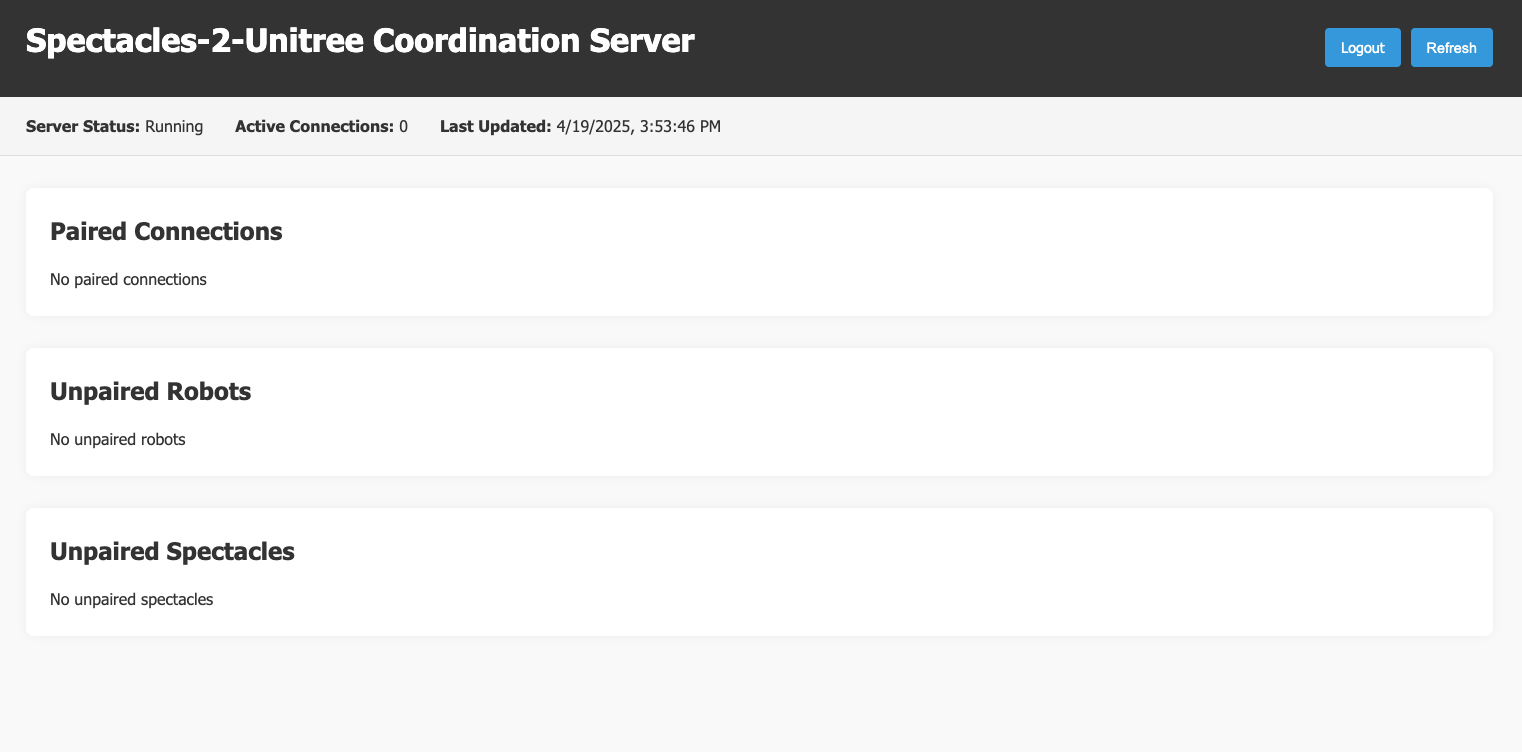 Spectacles-2-Unitree Coordination Server
Logout Refresh
Server Status: Running Active Connections: 0 Last Updated: 4/19/2025, 3:53:46 PM
Paired Connections
No paired connections
Unpaired Robots
No unpaired robots
Unpaired Spectacles
No unpaired spectacles